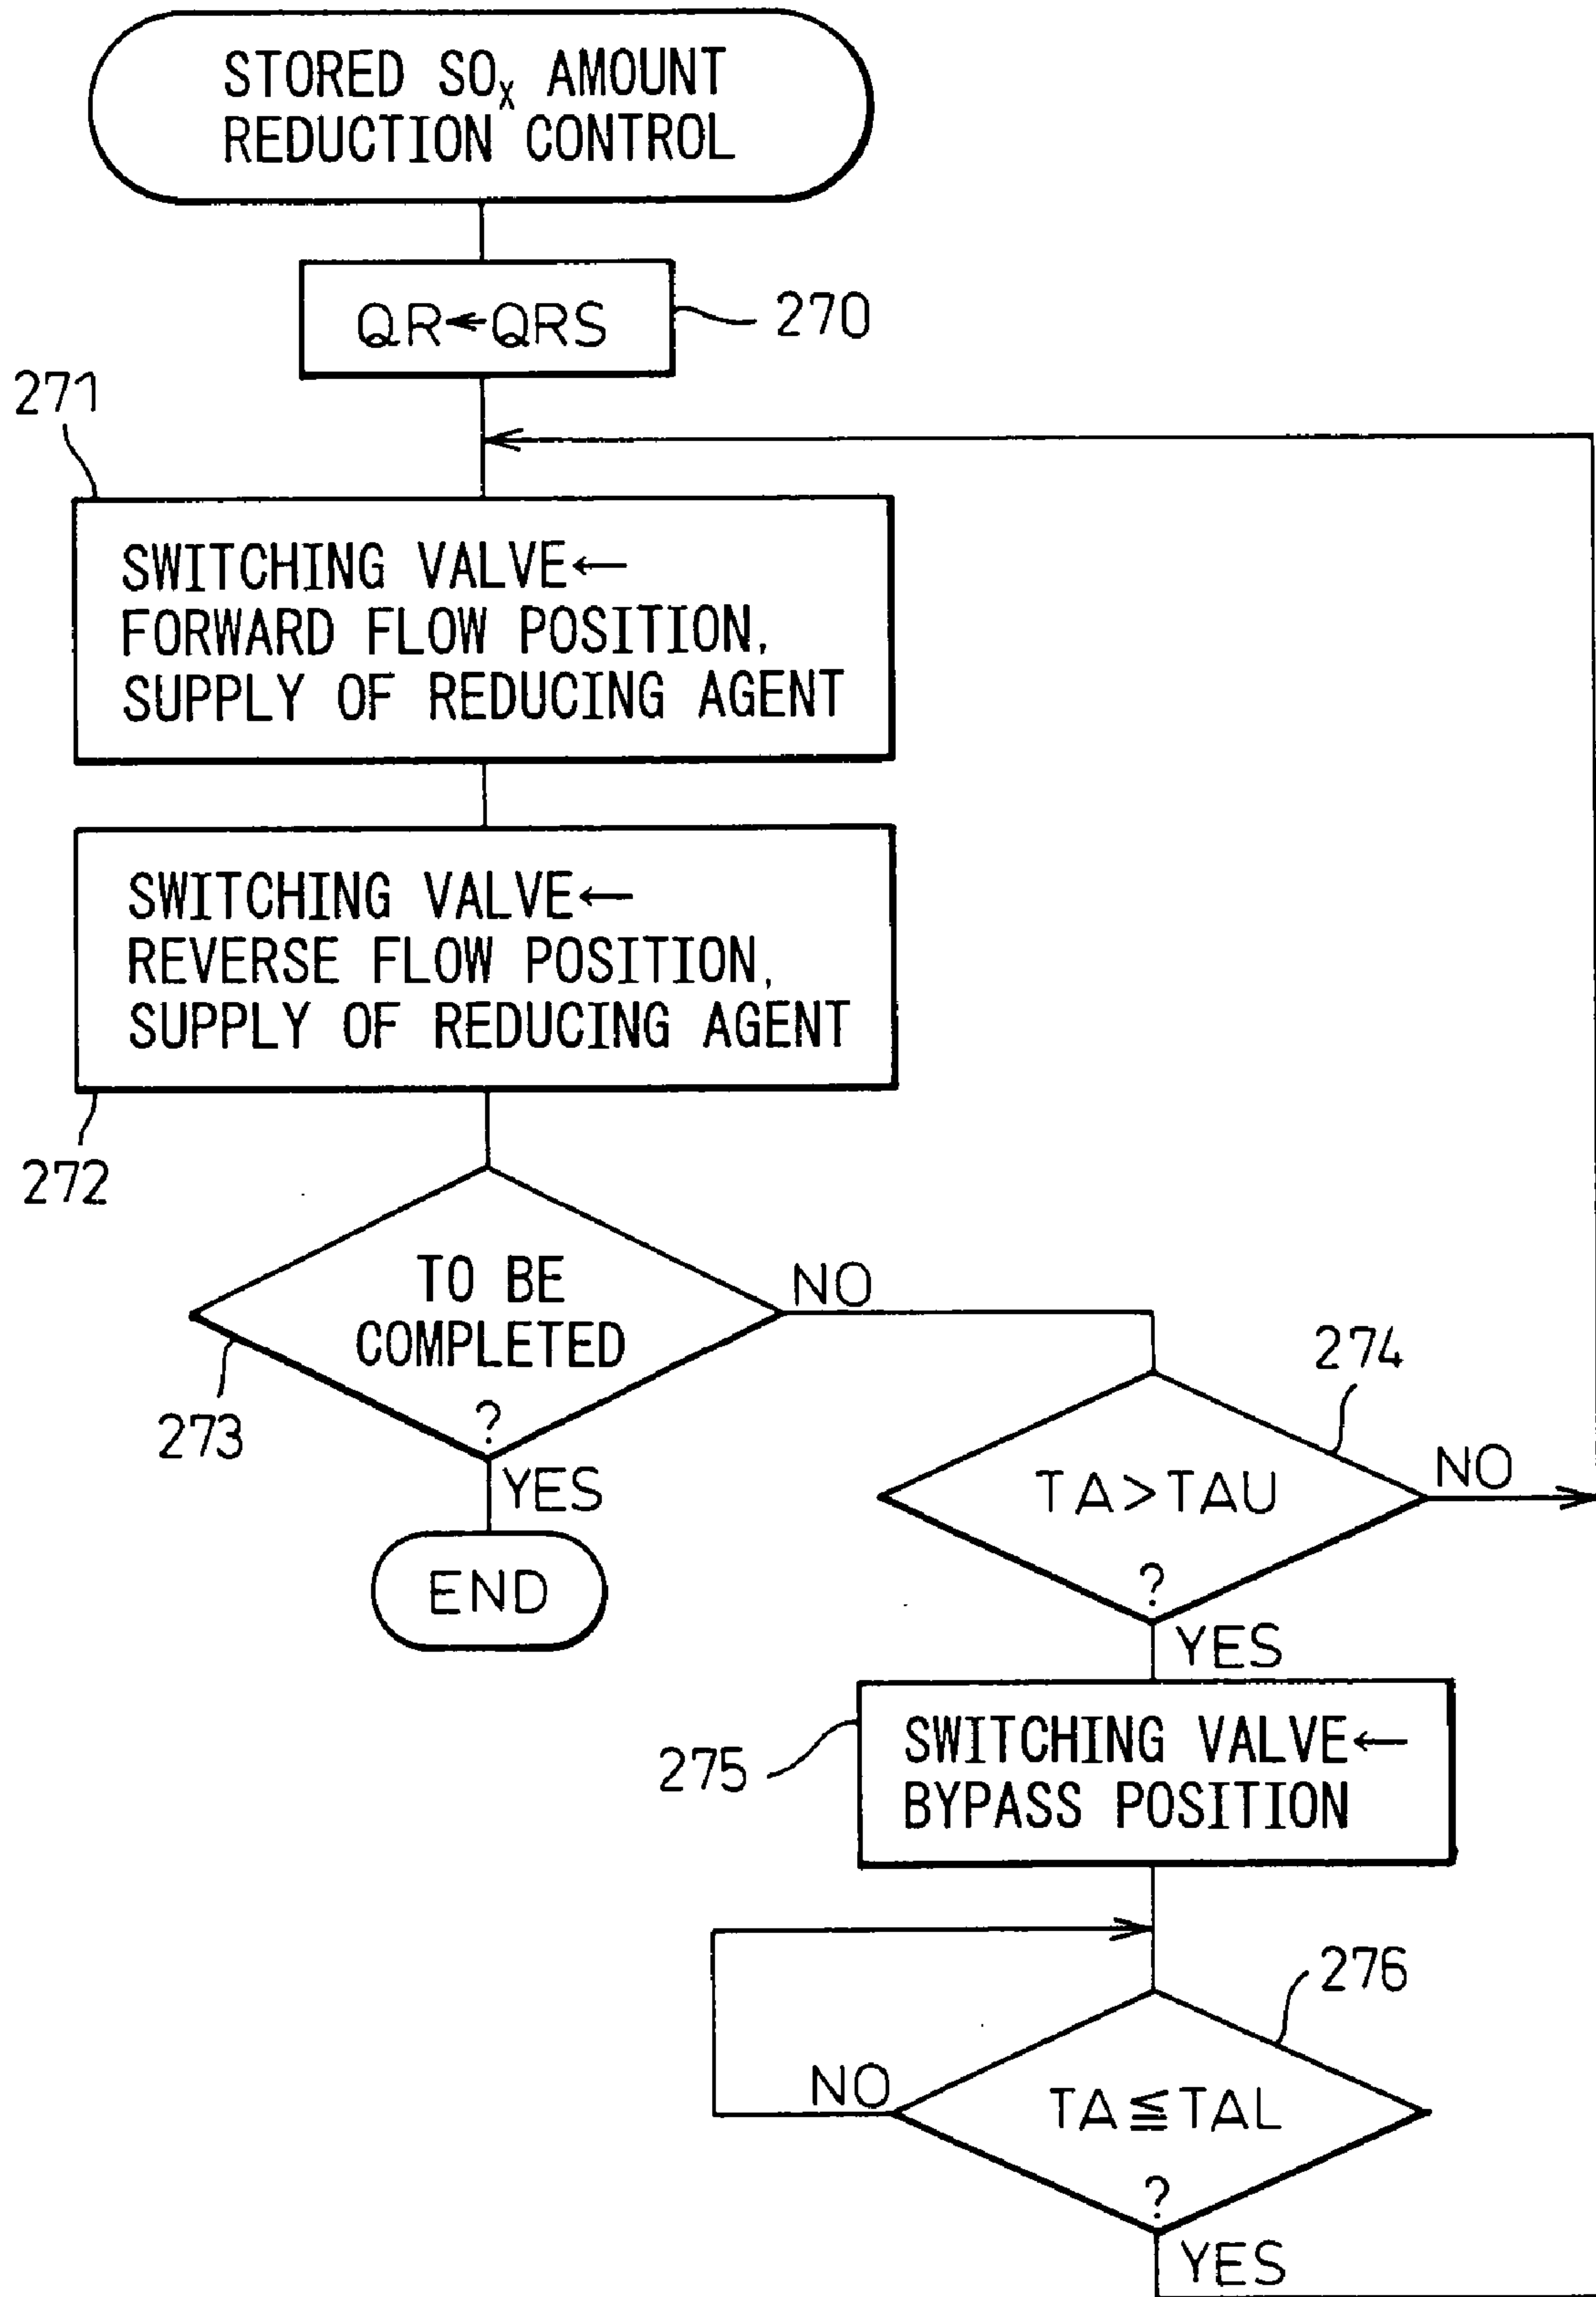 STORED SOx AMOUNT
REDUCTION CONTROL
QR←QRS
270
271
SWITCHING VALVE←
FORWARD FLOW POSITION,
SUPPLY OF REDUCING AGENT
SWITCHING VALVE←
REVERSE FLOW POSITION,
SUPPLY OF REDUCING AGENT
272
TO BE
COMPLETED
?
NO
273
YES
END
274
TA>TAU
?
NO
YES
275
SWITCHING VALVE←
BYPASS POSITION
276
NO
TA≦TAL
?
YES